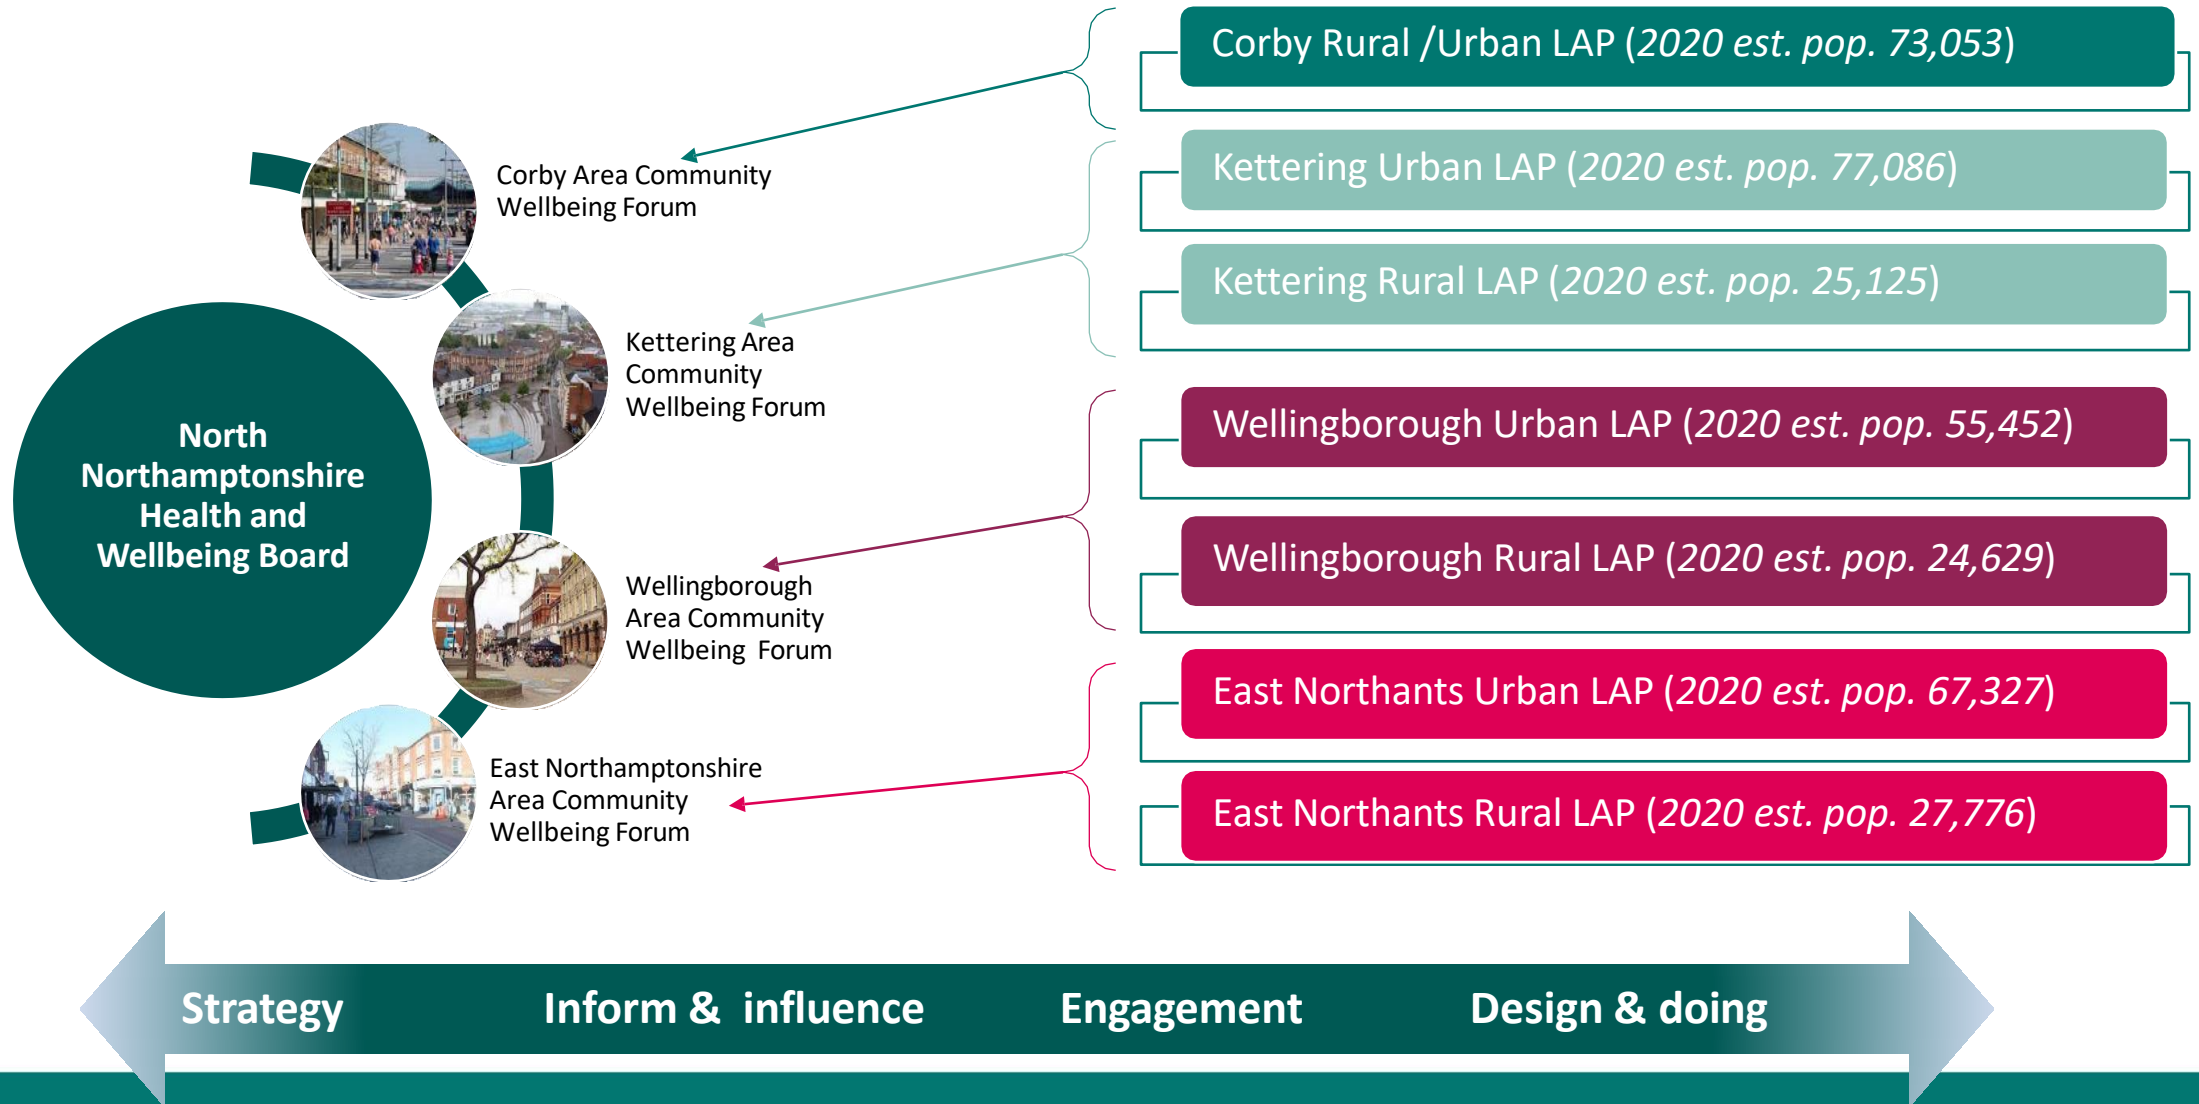 North
Northamptonshire
Health and
Wellbeing Board
Corby Area Community
Wellbeing Forum
Kettering Area
Community
Wellbeing Forum
Wellingborough
Area Community
Wellbeing  Forum
East Northamptonshire
Area Community
Wellbeing Forum
Corby Rural /Urban LAP (2020 est. pop. 73,053)
Kettering Urban LAP (2020 est. pop. 77,086)
Kettering Rural LAP (2020 est. pop. 25,125)
Wellingborough Urban LAP (2020 est. pop. 55,452)
Wellingborough Rural LAP (2020 est. pop. 24,629)
East Northants Urban LAP (2020 est. pop. 67,327)
East Northants Rural LAP (2020 est. pop. 27,776)
Strategy Inform &  influence Engagement Design & doing